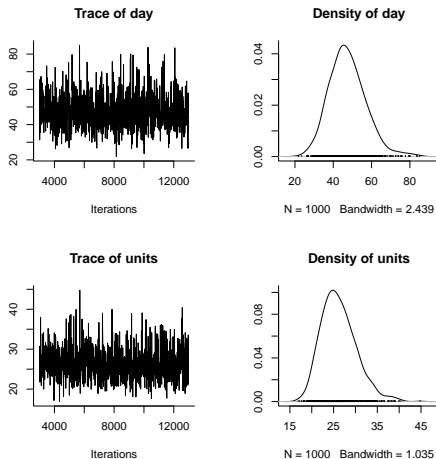 Trace of day
20 40 60 80
4000 8000 12000
Iterations
Density of day
0.00 0.02 0.04
20 40 60 80
N = 1000 Bandwidth = 2.439
Trace of units
20 30 40
4000 8000 12000
Iterations
Density of units
0.00 0.04 0.08
15 25 35 45
N = 1000 Bandwidth = 1.035